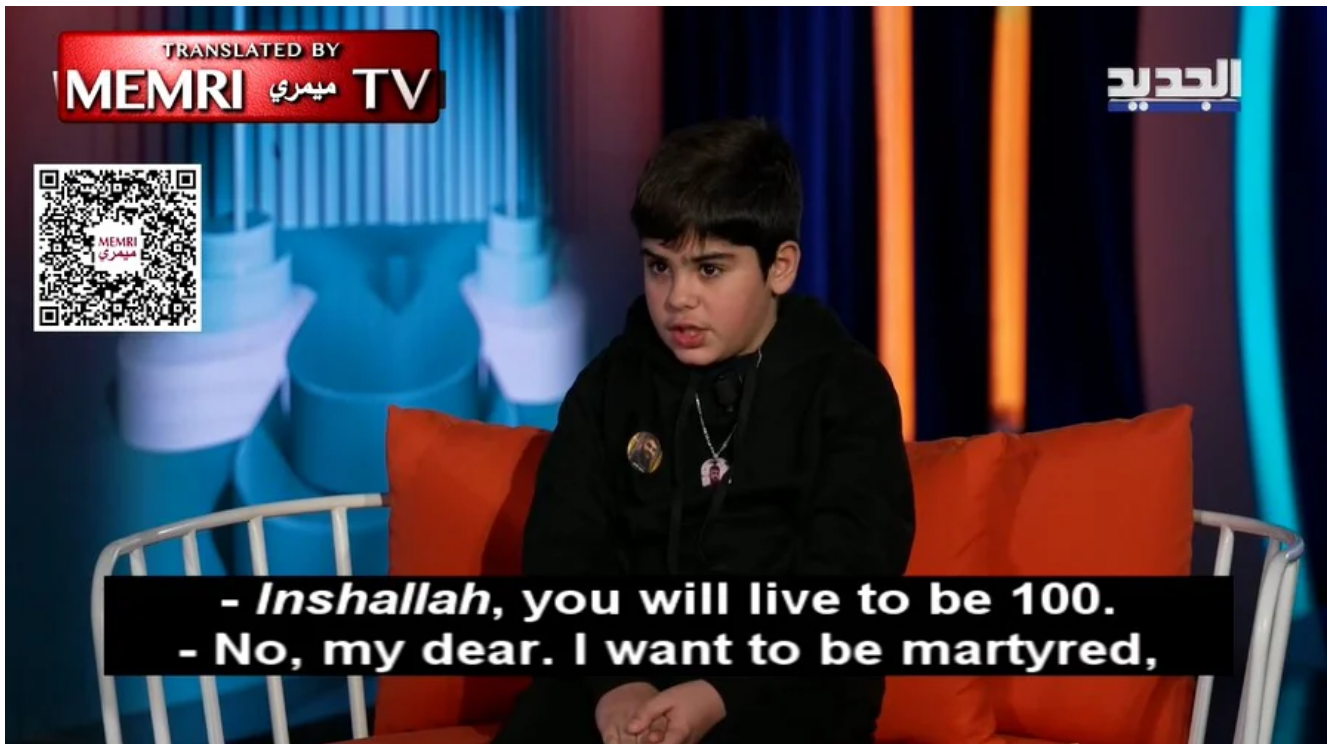 TRANSLATED BY
MEMRI ميمري TV
الجديد
MEMRI
ميمري
- Inshallah, you will live to be 100.
- No, my dear. I want to be martyred,